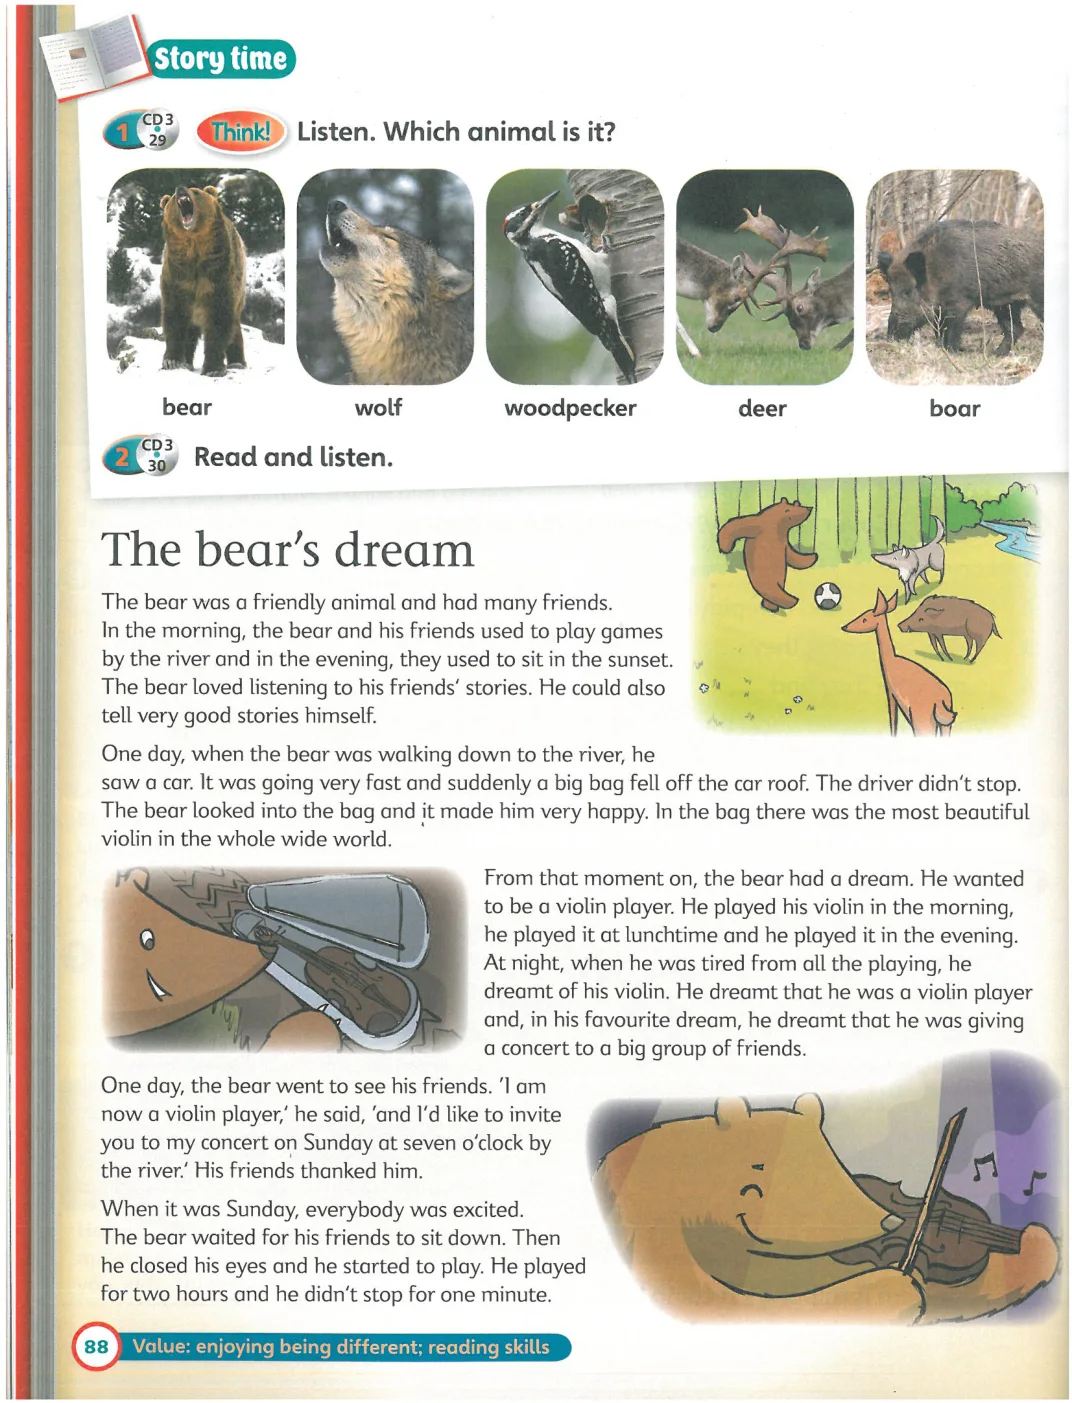 Story time
1 CD3 29 Think! Listen. Which animal is it?
bear wolf woodpecker deer boar
2 CD3 30 Read and listen.
The bear's dream
The bear was a friendly animal and had many friends.
In the morning, the bear and his friends used to play games
by the river and in the evening, they used to sit in the sunset.
The bear loved listening to his friends' stories. He could also
tell very good stories himself.
One day, when the bear was walking down to the river, he
saw a car. It was going very fast and suddenly a big bag fell off the car roof. The driver didn't stop.
The bear looked into the bag and it made him very happy. In the bag there was the most beautiful
violin in the whole wide world.
From that moment on, the bear had a dream. He wanted
to be a violin player. He played his violin in the morning,
he played it at lunchtime and he played it in the evening.
At night, when he was tired from all the playing, he
dreamt of his violin. He dreamt that he was a violin player
and, in his favourite dream, he dreamt that he was giving
a concert to a big group of friends.
One day, the bear went to see his friends. 'I am
now a violin player,' he said, 'and I'd like to invite
you to my concert on Sunday at seven o'clock by
the river.' His friends thanked him.
When it was Sunday, everybody was excited.
The bear waited for his friends to sit down. Then
he closed his eyes and he started to play. He played
for two hours and he didn't stop for one minute.
88 Value: enjoying being different; reading skills